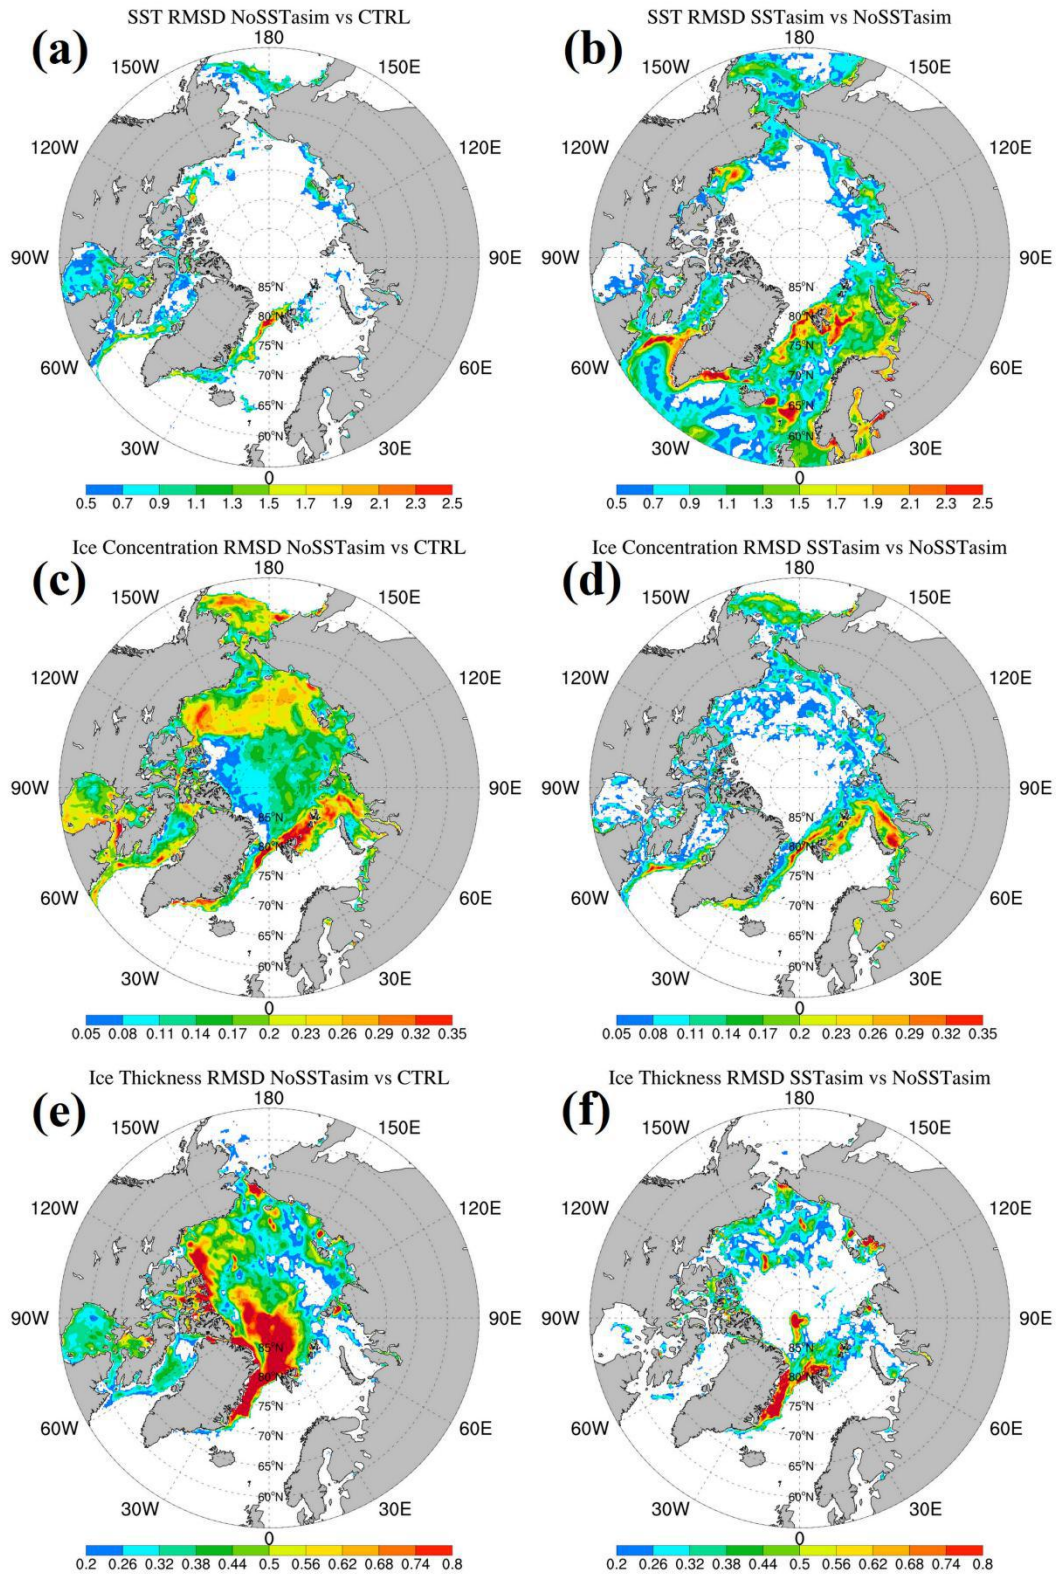 SST RMSD NoSSTasim vs CTRL
(a)
180
150W
150E
120W
120E
90W
90E
60W
60E
30W
30E
0
85°N
80°N
75°N
70°N
65°N
60°N
0.5 0.7 0.9 1.1 1.3 1.5 1.7 1.9 2.1 2.3 2.5
SST RMSD SSTasim vs NoSSTasim
(b)
180
150W
150E
120W
120E
90W
90E
60W
60E
30W
30E
0
85°N
80°N
75°N
70°N
65°N
60°N
0.5 0.7 0.9 1.1 1.3 1.5 1.7 1.9 2.1 2.3 2.5
Ice Concentration RMSD NoSSTasim vs CTRL
(c)
180
150W
150E
120W
120E
90W
90E
60W
60E
30W
30E
0
85°N
80°N
75°N
70°N
65°N
60°N
0.05 0.08 0.11 0.14 0.17 0.2 0.23 0.26 0.29 0.32 0.35
Ice Concentration RMSD SSTasim vs NoSSTasim
(d)
180
150W
150E
120W
120E
90W
90E
60W
60E
30W
30E
0
85°N
80°N
75°N
70°N
65°N
60°N
0.05 0.08 0.11 0.14 0.17 0.2 0.23 0.26 0.29 0.32 0.35
Ice Thickness RMSD NoSSTasim vs CTRL
(e)
180
150W
150E
120W
120E
90W
90E
60W
60E
30W
30E
0
85°N
80°N
75°N
70°N
65°N
60°N
0.2 0.26 0.32 0.38 0.44 0.5 0.56 0.62 0.68 0.74 0.8
Ice Thickness RMSD SSTasim vs NoSSTasim
(f)
180
150W
150E
120W
120E
90W
90E
60W
60E
30W
30E
0
85°N
80°N
75°N
70°N
65°N
60°N
0.2 0.26 0.32 0.38 0.44 0.5 0.56 0.62 0.68 0.74 0.8